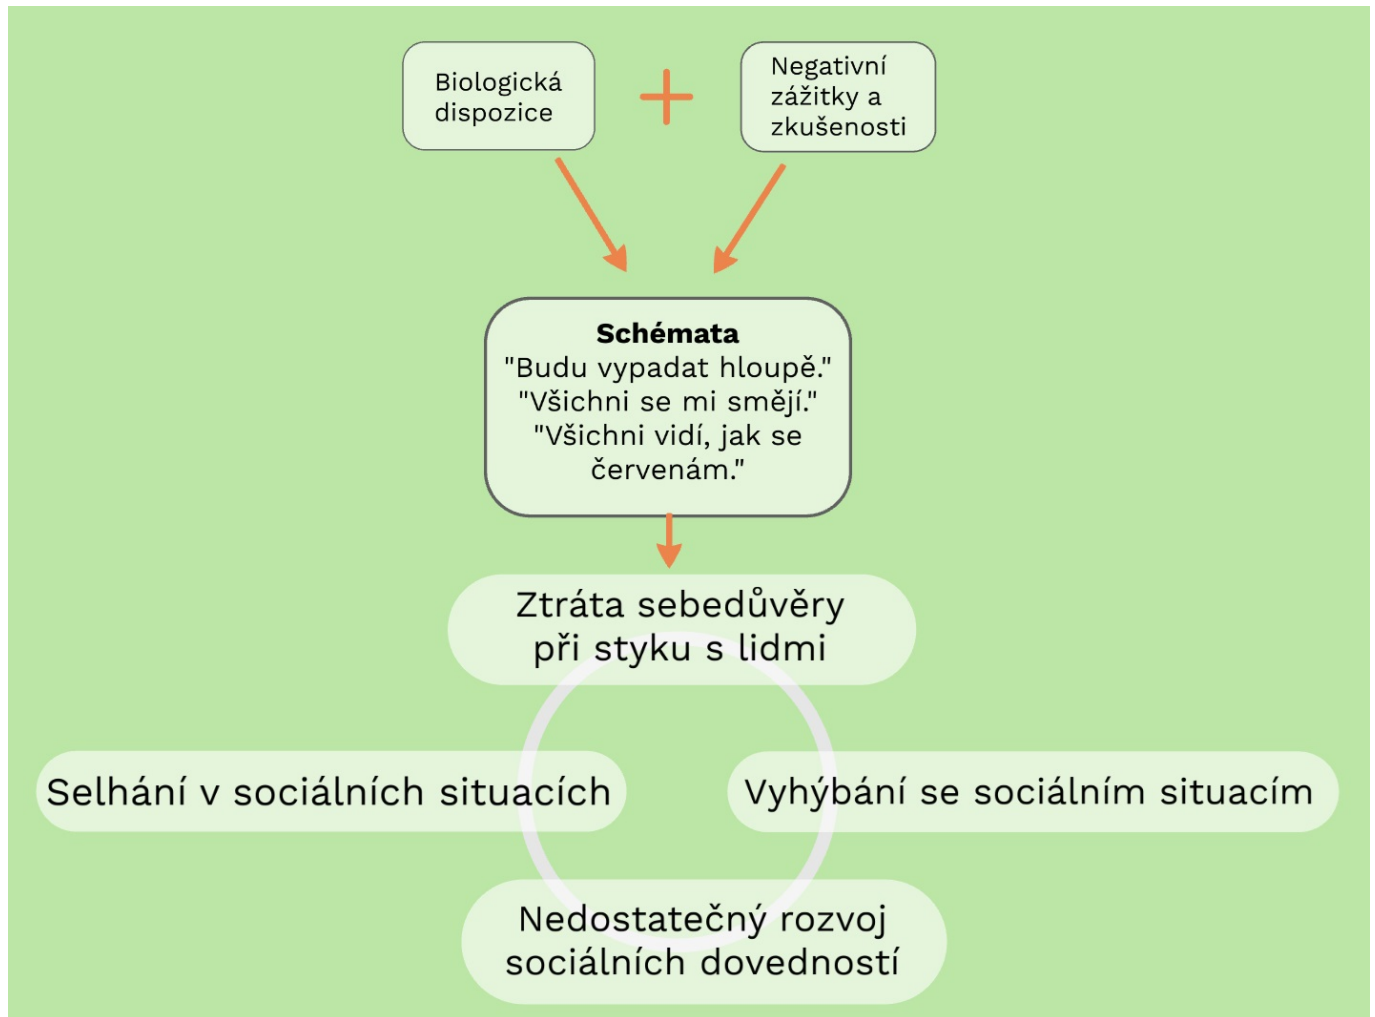 Biologická
dispozice
+
Negativní
zážitky a
zkušenosti
Schémata
"Budu vypadat hloupě."
"Všichni se mi smějí."
"Všichni vidí, jak se
červenám."
Ztráta sebedůvěry
při styku s lidmi
Selhání v sociálních situacích
Vyhýbání se sociálním situacím
Nedostatečný rozvoj
sociálních dovedností